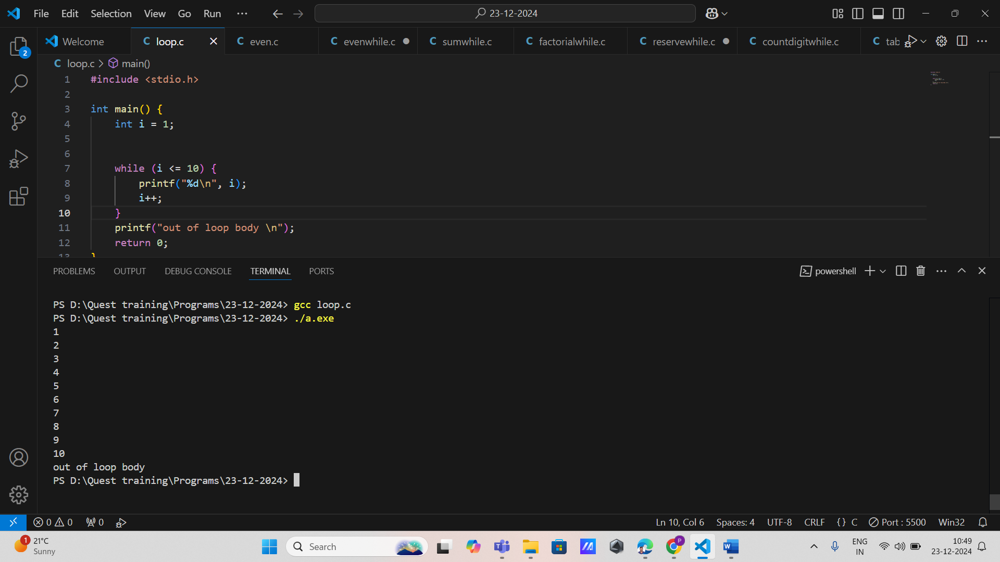 File Edit Selection View Go Run ··· 23-12-2024
2 Welcome loop.c even.c evenwhile.c sumwhile.c factorialwhile.c reservewhile.c countdigitwhile.c tab
C loop.c > main()
1 #include <stdio.h>
2
3 int main() {
4 int i = 1;
5
6
7 while (i <= 10) {
8 printf("%d\n", i);
9 i++;
10 }
11 printf("out of loop body \n");
12 return 0;
13 }
PROBLEMS OUTPUT DEBUG CONSOLE TERMINAL PORTS powershell
PS D:\Quest training\Programs\23-12-2024> gcc loop.c
PS D:\Quest training\Programs\23-12-2024> ./a.exe
1
2
3
4
5
6
7
8
9
10
out of loop body
PS D:\Quest training\Programs\23-12-2024>
0 0 0 Ln 10, Col 6 Spaces: 4 UTF-8 CRLF {} C Port : 5500 Win32
1 21°C Search P ENG 10:49
Sunny IN 23-12-2024